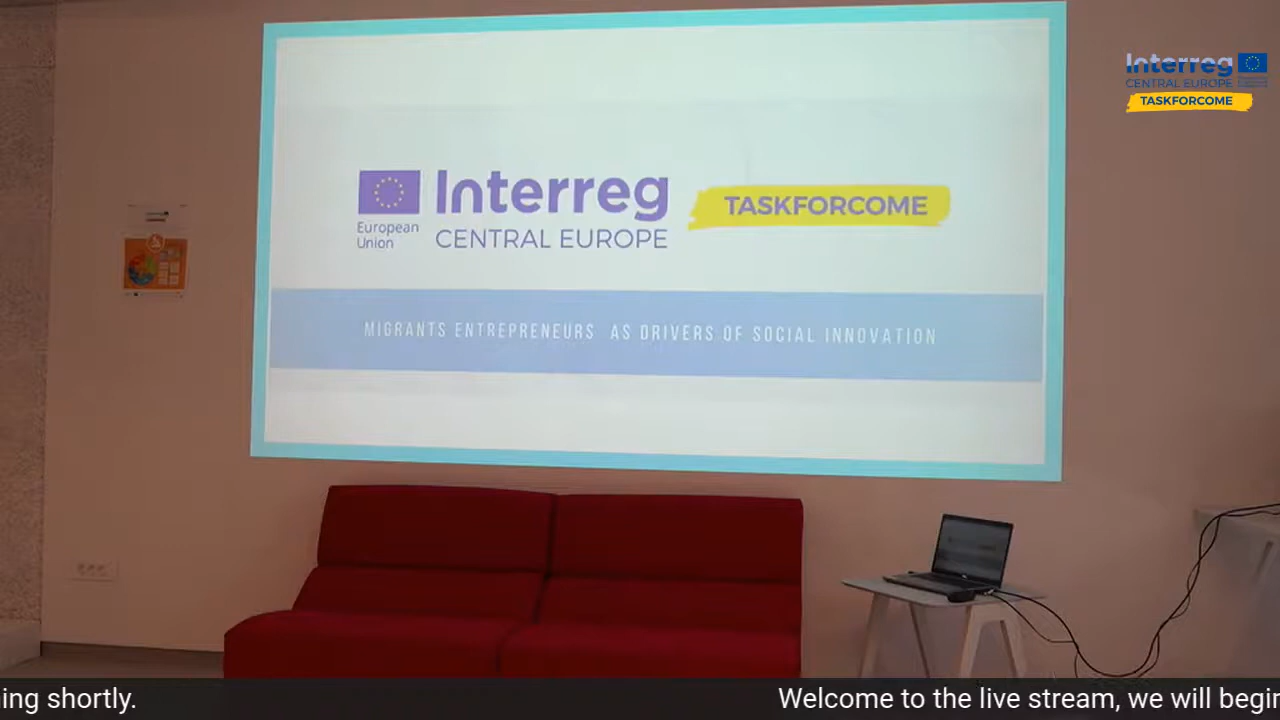 Interreg
CENTRAL EUROPE
TASKFORCOME
European
Union
Interreg
CENTRAL EUROPE
TASKFORCOME
MIGRANTS ENTREPRENEURS AS DRIVERS OF SOCIAL INNOVATION
ing shortly.
Welcome to the live stream, we will begin